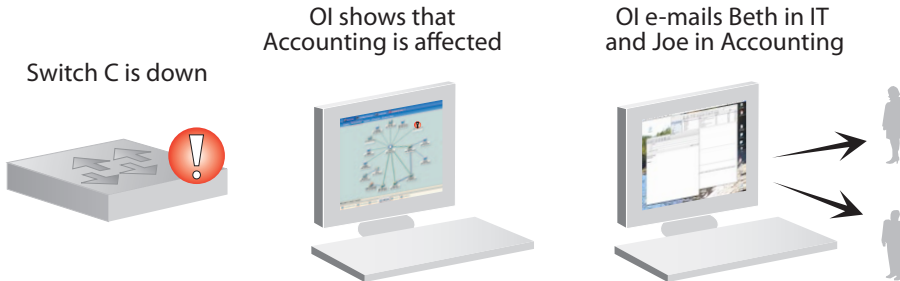 Switch C is down
OI shows that
Accounting is affected
OI e-mails Beth in IT
and Joe in Accounting
!